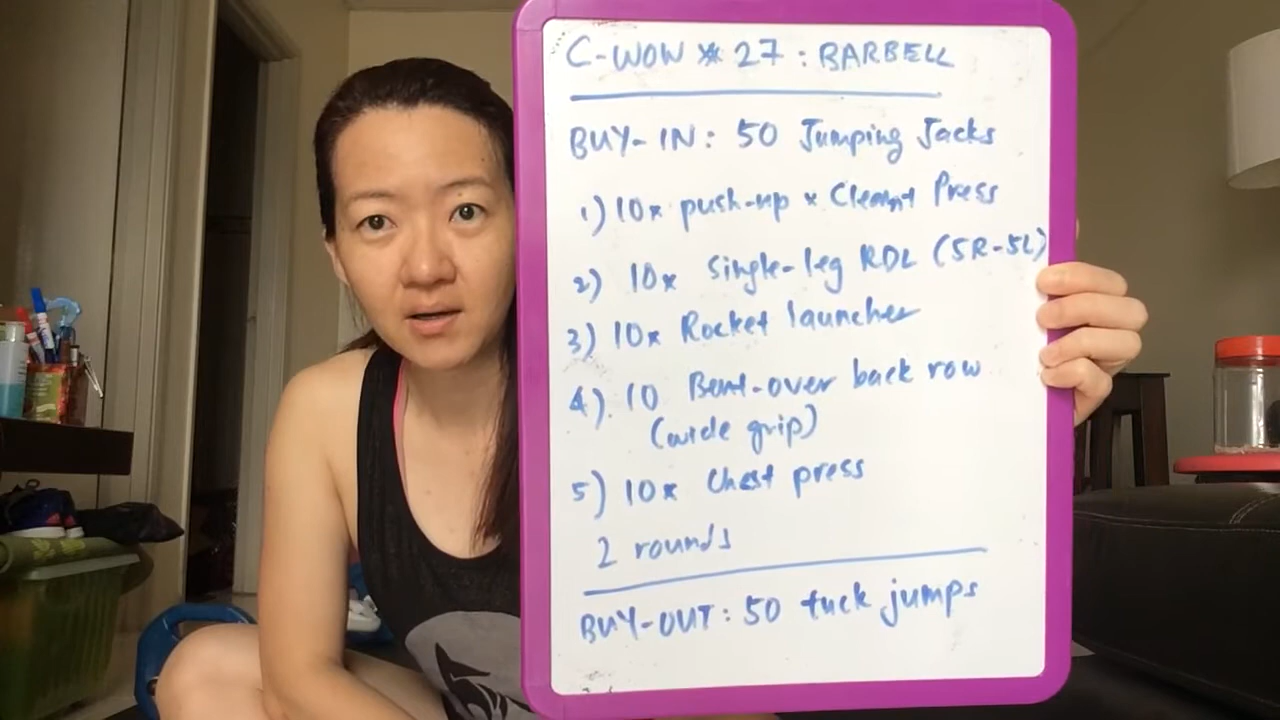 C-WOW # 27 : BARBELL
BUY-IN: 50 Jumping Jacks
1) 10x push-up x Clean+ Press
2) 10x Single-leg RDL (5R-5L)
3) 10x Rocket launcher
4). 10 Bent-over back row
(wide grip)
5) 10x Chest press
2 rounds
BUY-OUT: 50 tuck jumps